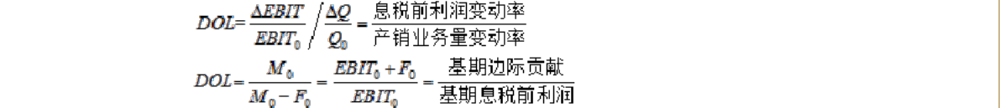 DOL=ΔEBIT/EBIT₀ / ΔQ/Q₀ = 息税前利润变动率/产销业务量变动率
DOL= M₀/(M₀-F₀) = (EBIT₀+F₀)/EBIT₀ = 基期边际贡献/基期息税前利润